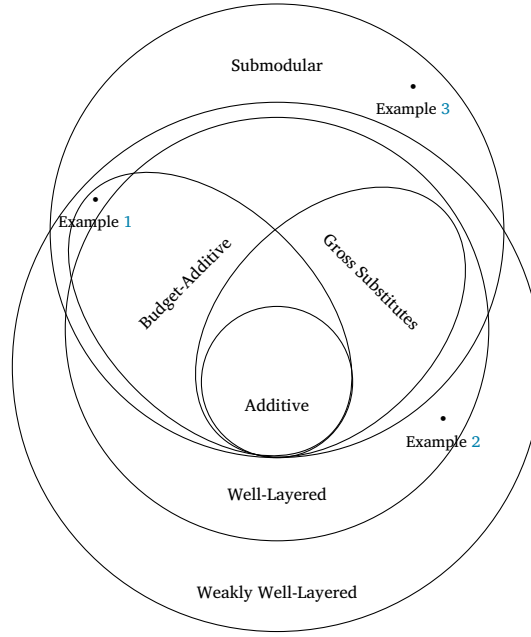 Submodular
Example 3
Example 1
Budget-Additive
Gross Substitutes
Additive
Example 2
Well-Layered
Weakly Well-Layered